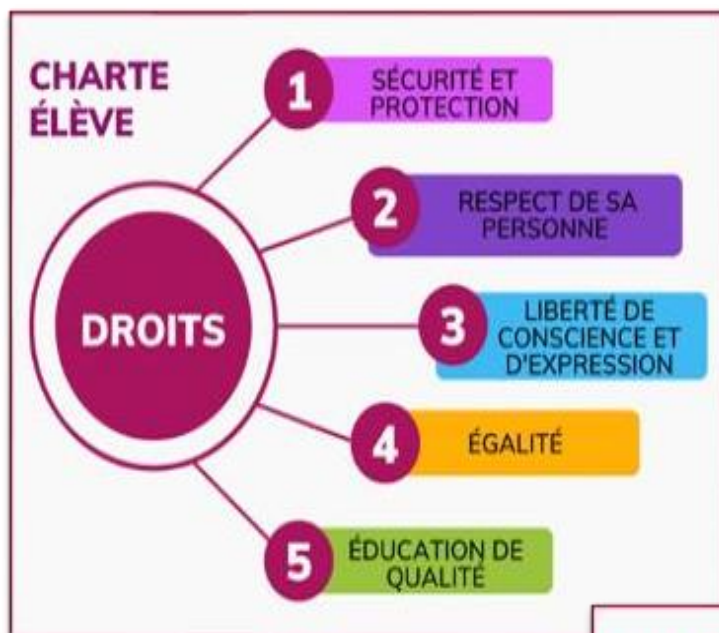 CHARTE
ÉLÈVE
DROITS
1
SÉCURITÉ ET
PROTECTION
2
RESPECT DE SA
PERSONNE
3
LIBERTÉ DE
CONSCIENCE ET
D'EXPRESSION
4
ÉGALITÉ
5
ÉDUCATION DE
QUALITÉ